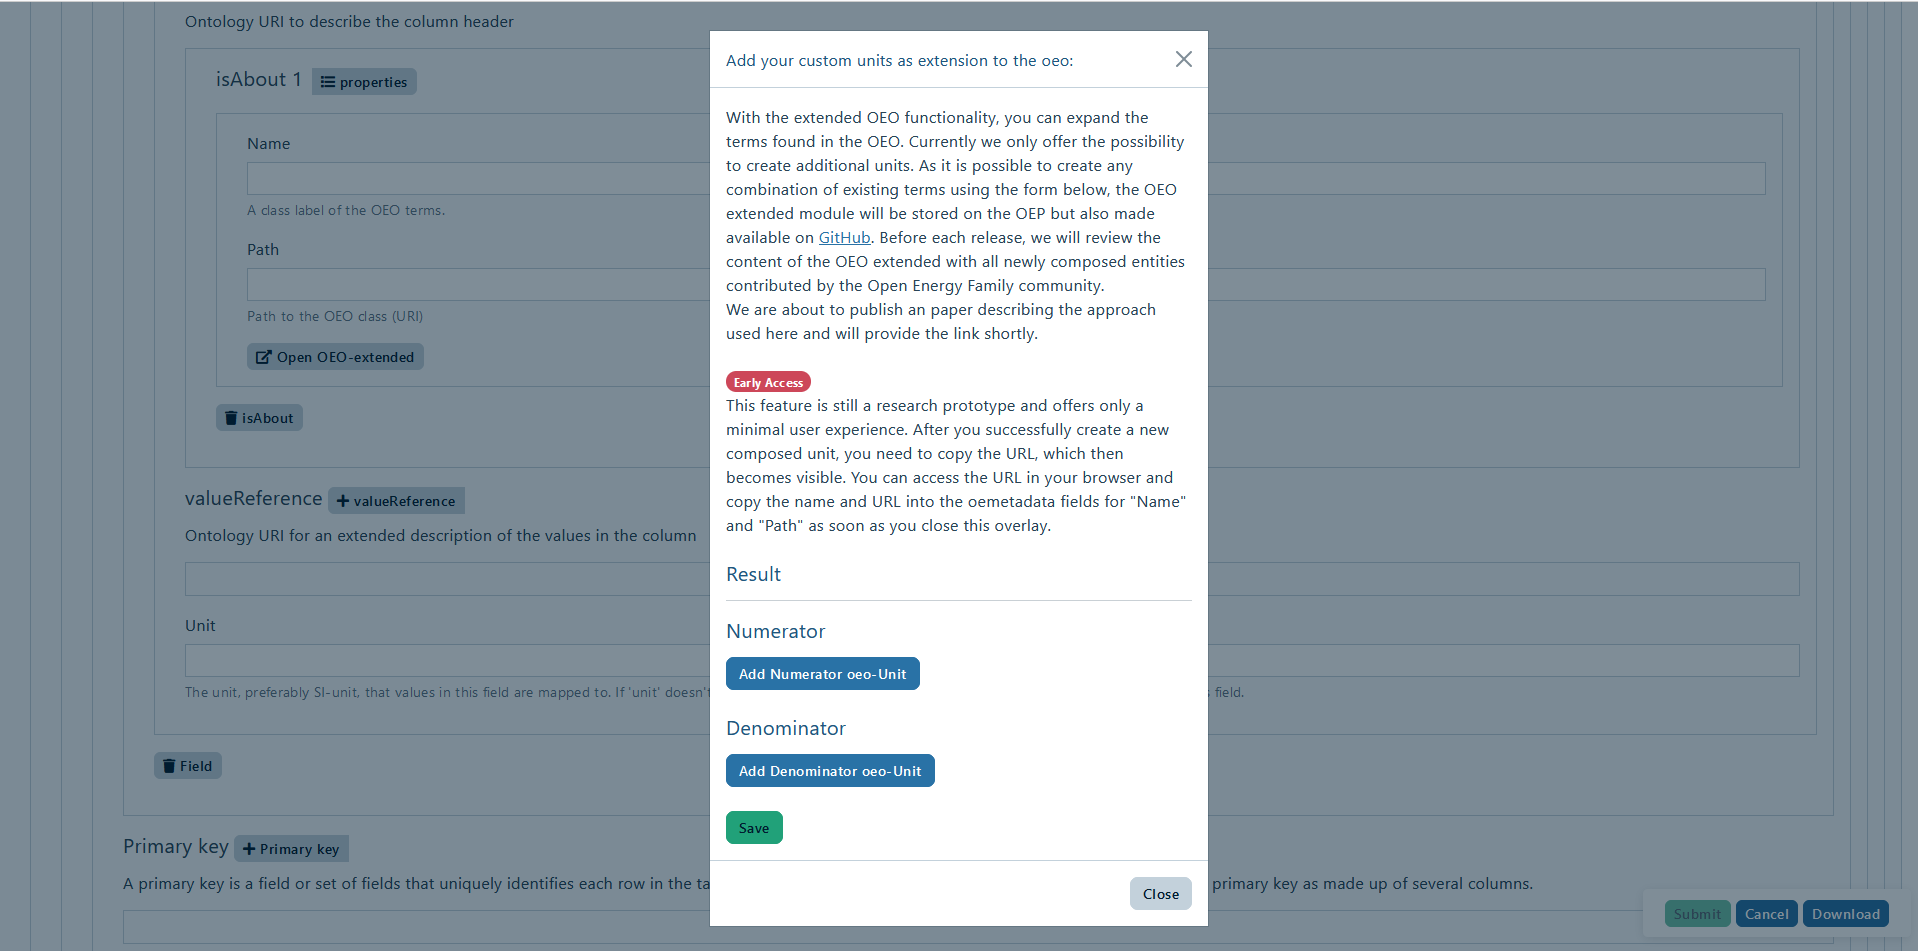 Ontology URI to describe the column header
isAbout 1
properties
Name
A class label of the OEO terms.
Path
Path to the OEO class (URI)
Open OEO-extended
isAbout
valueReference
valueReference
Ontology URI for an extended description of the values in the column
Unit
The unit, preferably SI-unit, that values in this field are mapped to. If 'unit' doesn't
field.
Field
Primary key
Primary key
A primary key is a field or set of fields that uniquely identifies each row in the ta
primary key as made up of several columns.
Add your custom units as extension to the oeo:
With the extended OEO functionality, you can expand the
terms found in the OEO. Currently we only offer the possibility
to create additional units. As it is possible to create any
combination of existing terms using the form below, the OEO
extended module will be stored on the OEP but also made
available on GitHub. Before each release, we will review the
content of the OEO extended with all newly composed entities
contributed by the Open Energy Family community.
We are about to publish an paper describing the approach
used here and will provide the link shortly.
Early Access
This feature is still a research prototype and offers only a
minimal user experience. After you successfully create a new
composed unit, you need to copy the URL, which then
becomes visible. You can access the URL in your browser and
copy the name and URL into the oemetadata fields for "Name"
and "Path" as soon as you close this overlay.
Result
Numerator
Add Numerator oeo-Unit
Denominator
Add Denominator oeo-Unit
Save
Close
Submit
Cancel
Download